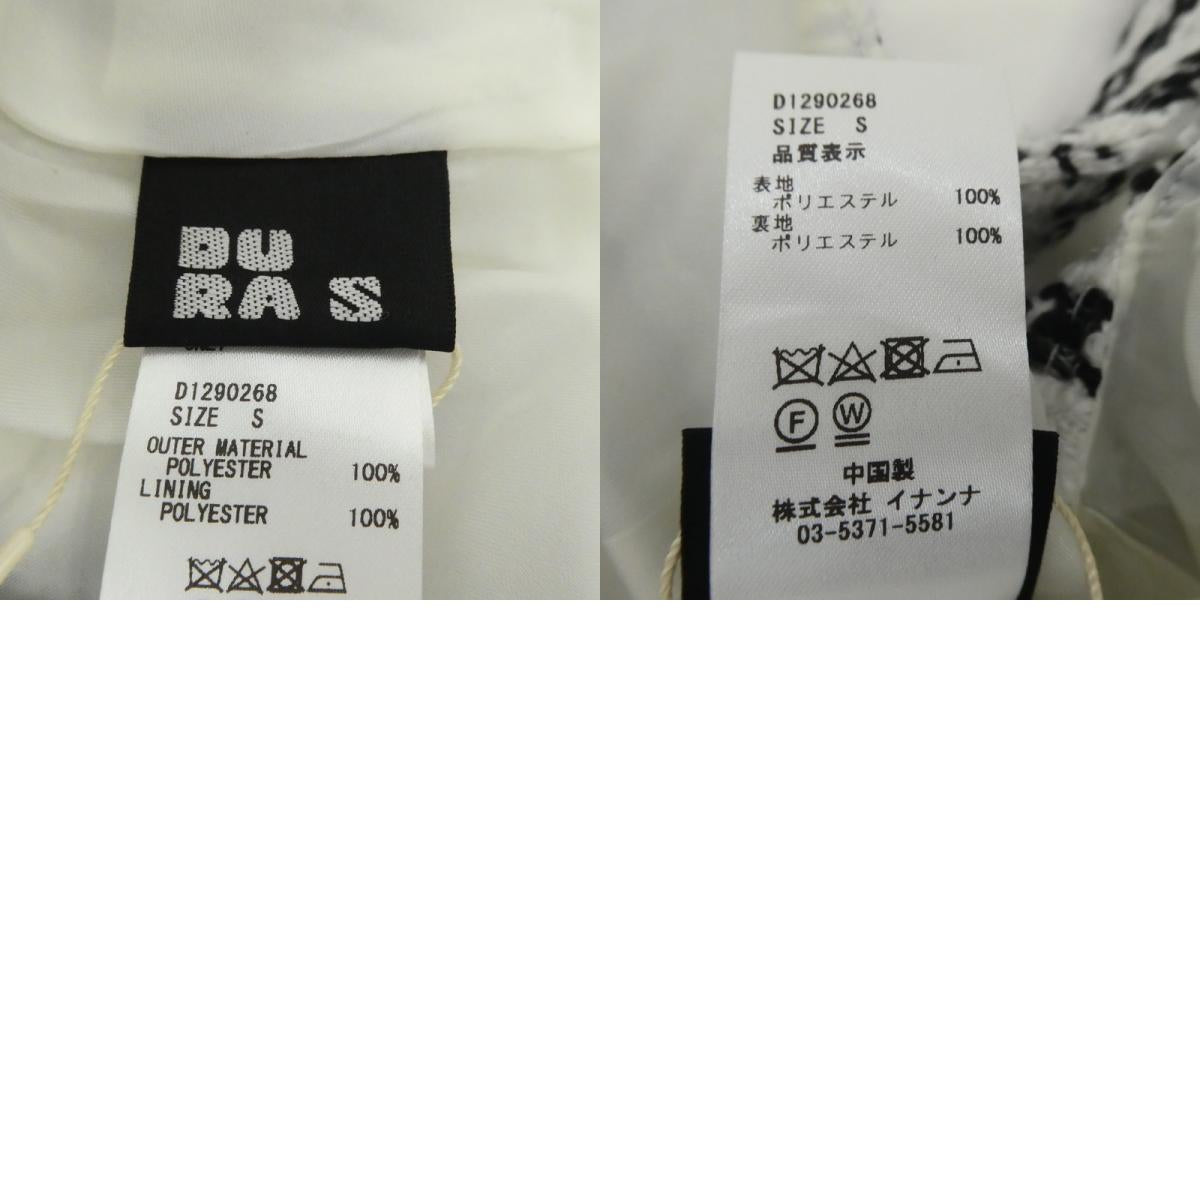 DU
RA S
D1290268
SIZE S
OUTER MATERIAL
POLYESTER 100%
LINING
POLYESTER 100%
D1290268
SIZE S
品質表示
表地
ポリエステル 100%
裏地
ポリエステル 100%
F W
中国製
株式会社 イナンナ
03-5371-5581